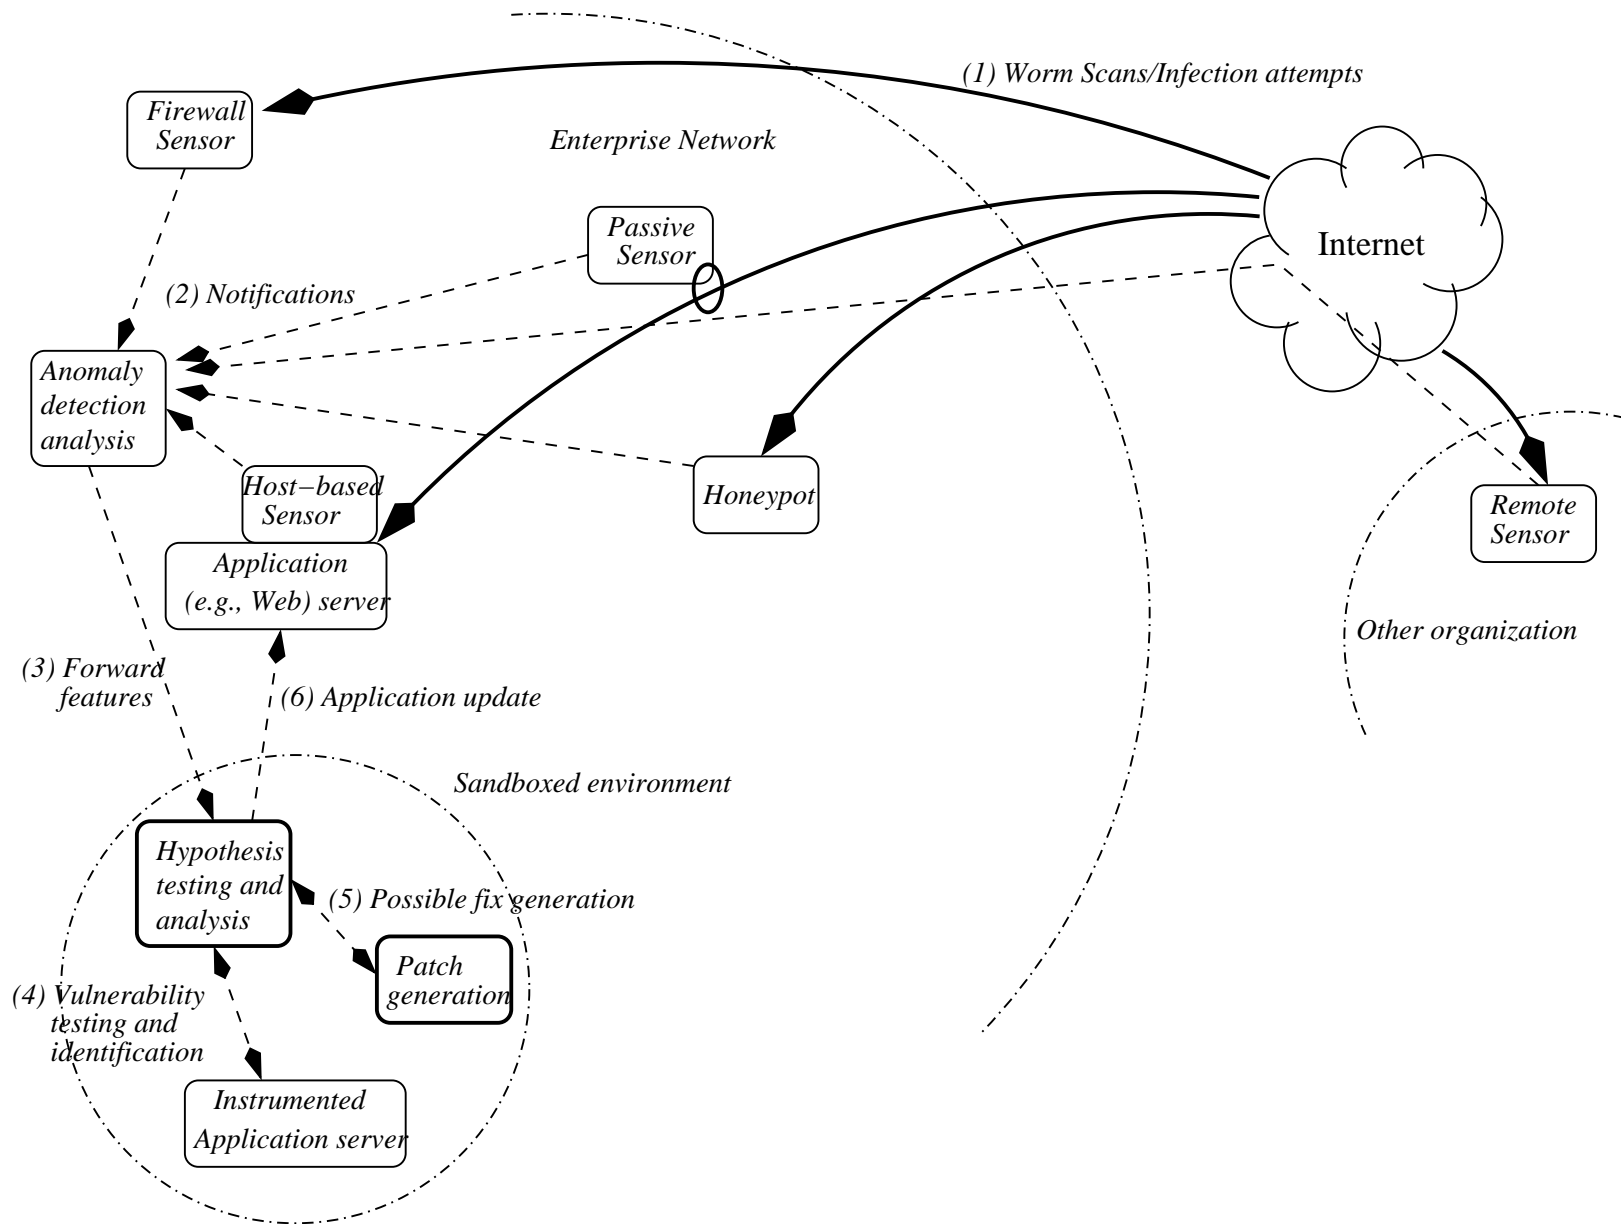 (1) Worm Scans/Infection attempts
Firewall
Sensor
Enterprise Network
Passive
Sensor
Internet
(2) Notifications
Anomaly
detection
analysis
Host−based
Sensor
Honeypot
Remote
Sensor
Application
(e.g., Web) server
Other organization
(3) Forward
features
(6) Application update
Sandboxed environment
Hypothesis
testing and
analysis
(5) Possible fix generation
Patch
generation
(4) Vulnerability
testing and
identification
Instrumented
Application server